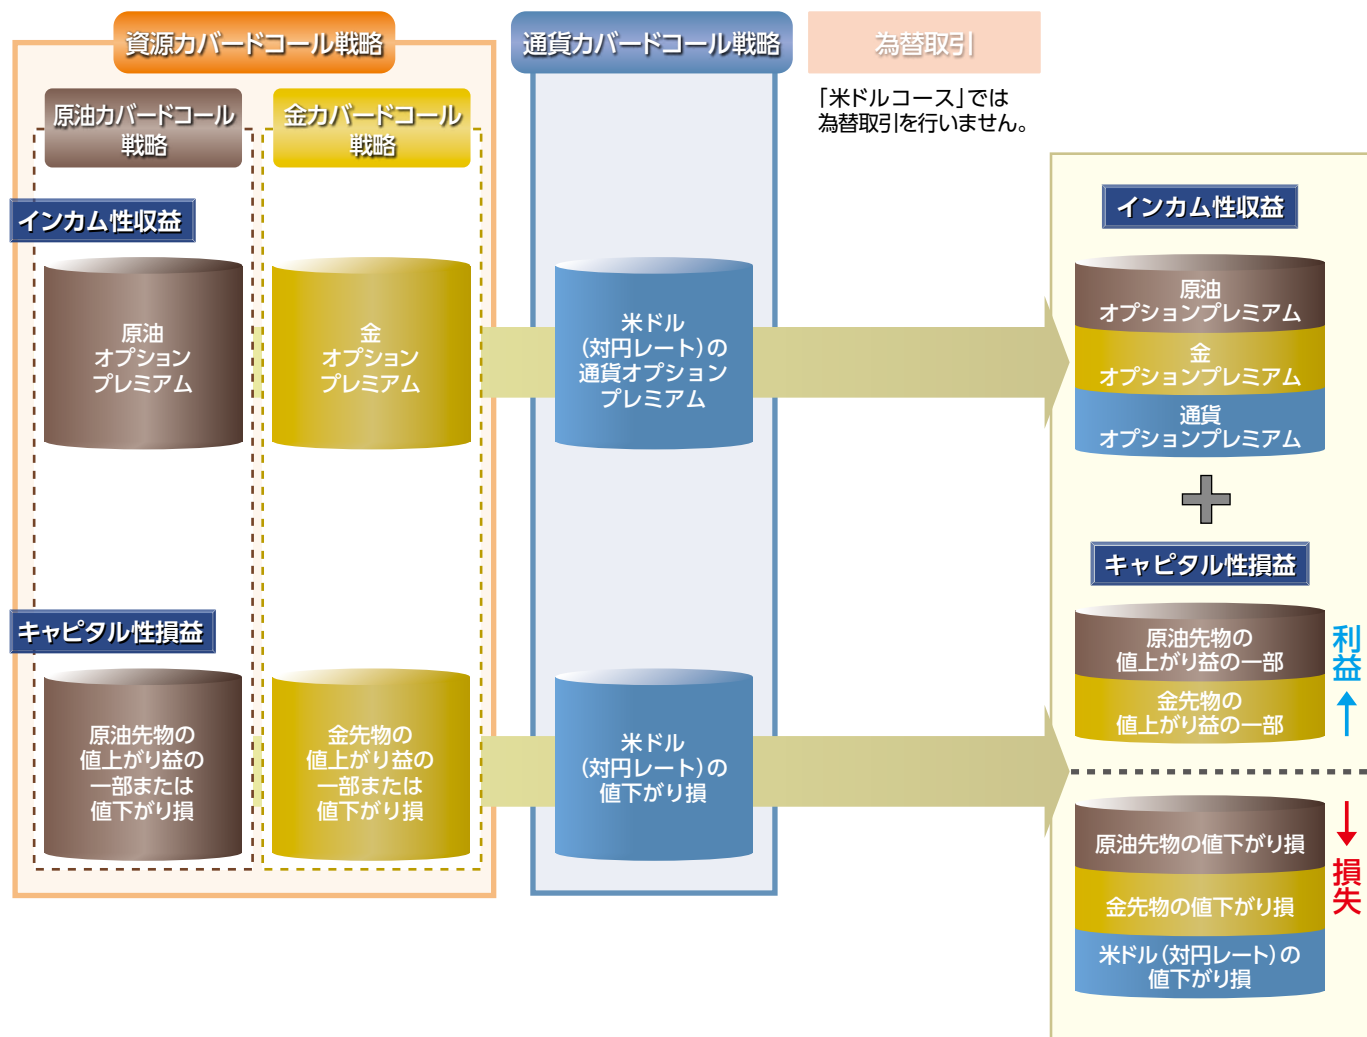 資源カバードコール戦略
通貨カバードコール戦略
為替取引
「米ドルコース」では
為替取引を行いません。
原油カバードコール
戦略
金カバードコール
戦略
インカム性収益
原油
オプション
プレミアム
金
オプション
プレミアム
米ドル
(対円レート)の
通貨オプション
プレミアム
キャピタル性損益
原油先物の
値上がり益の
一部または
値下がり損
金先物の
値上がり益の
一部または
値下がり損
米ドル
(対円レート)の
値下がり損
インカム性収益
原油
オプションプレミアム
金
オプションプレミアム
通貨
オプションプレミアム
キャピタル性損益
原油先物の
値上がり益の一部
金先物の
値上がり益の一部
利益
原油先物の値下がり損
金先物の値下がり損
米ドル(対円レート)の
値下がり損
損失